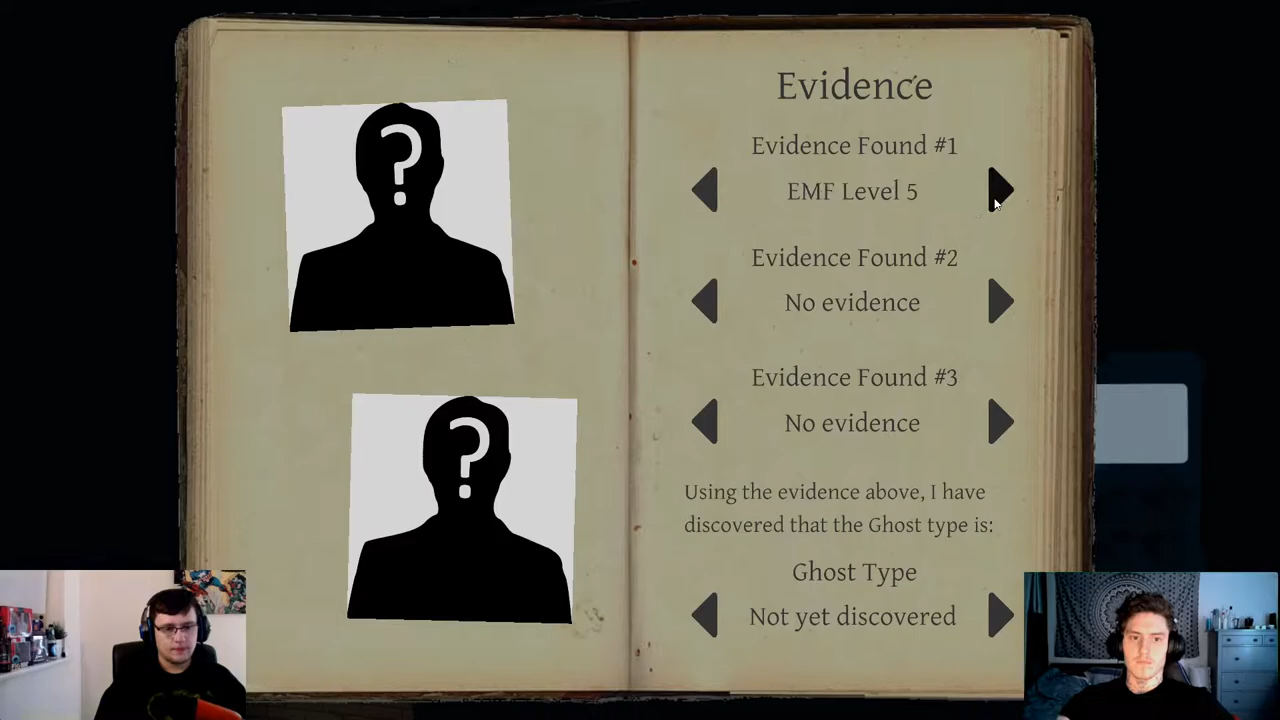 ?
?
Evidence
Evidence Found #1
EMF Level 5
Evidence Found #2
No evidence
Evidence Found #3
No evidence
Using the evidence above, I have
discovered that the Ghost type is:
Ghost Type
Not yet discovered